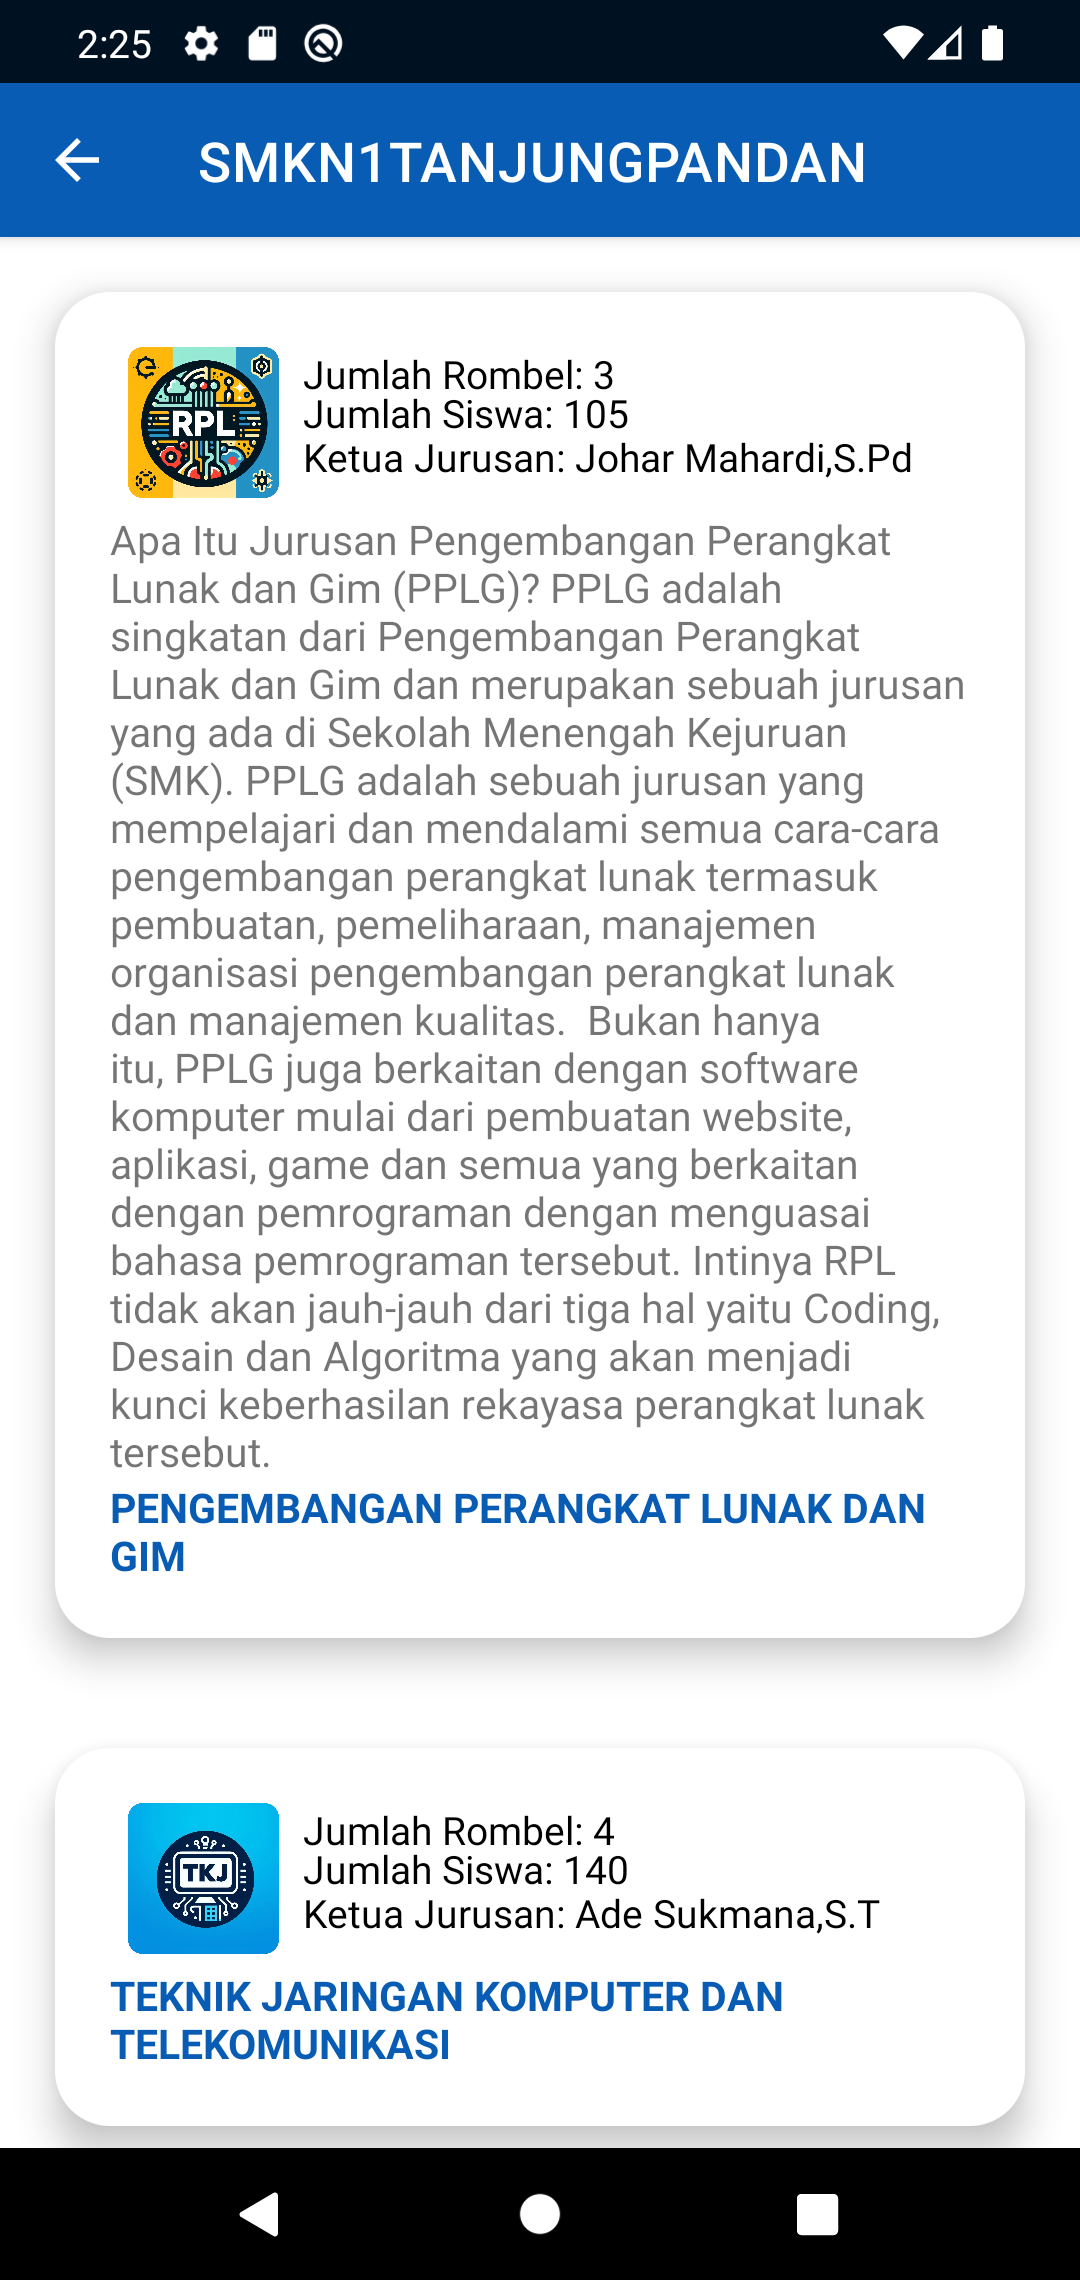 2:25
SMKN1TANJUNGPANDAN
RPL
Jumlah Rombel: 3
Jumlah Siswa: 105
Ketua Jurusan: Johar Mahardi,S.Pd
Apa Itu Jurusan Pengembangan Perangkat
Lunak dan Gim (PPLG)? PPLG adalah
singkatan dari Pengembangan Perangkat
Lunak dan Gim dan merupakan sebuah jurusan
yang ada di Sekolah Menengah Kejuruan
(SMK). PPLG adalah sebuah jurusan yang
mempelajari dan mendalami semua cara-cara
pengembangan perangkat lunak termasuk
pembuatan, pemeliharaan, manajemen
organisasi pengembangan perangkat lunak
dan manajemen kualitas.  Bukan hanya
itu, PPLG juga berkaitan dengan software
komputer mulai dari pembuatan website,
aplikasi, game dan semua yang berkaitan
dengan pemrograman dengan menguasai
bahasa pemrograman tersebut. Intinya RPL
tidak akan jauh-jauh dari tiga hal yaitu Coding,
Desain dan Algoritma yang akan menjadi
kunci keberhasilan rekayasa perangkat lunak
tersebut.
PENGEMBANGAN PERANGKAT LUNAK DAN
GIM
TKJ
Jumlah Rombel: 4
Jumlah Siswa: 140
Ketua Jurusan: Ade Sukmana,S.T
TEKNIK JARINGAN KOMPUTER DAN
TELEKOMUNIKASI